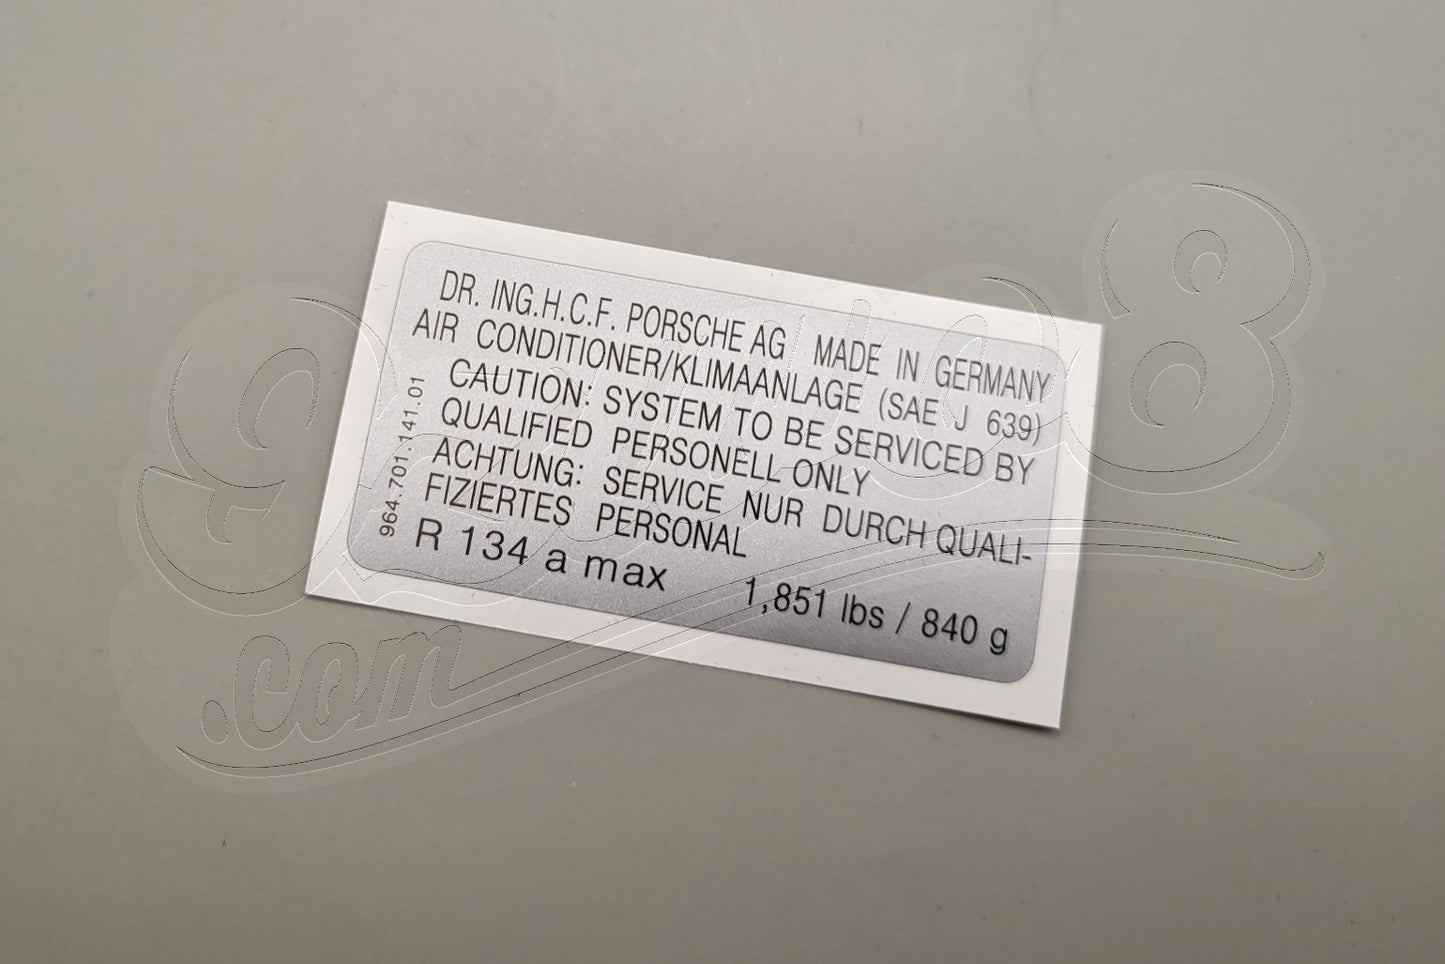 DR. ING.H.C.F. PORSCHE AG MADE IN GERMANY
AIR CONDITIONER/KLIMAANLAGE (SAE J 639)
CAUTION: SYSTEM TO BE SERVICED BY
QUALIFIED PERSONELL ONLY
ACHTUNG: SERVICE NUR DURCH QUALI-
FIZIERTES PERSONAL
R 134 a max 1,851 lbs / 840 g
964.701.141.01
.com